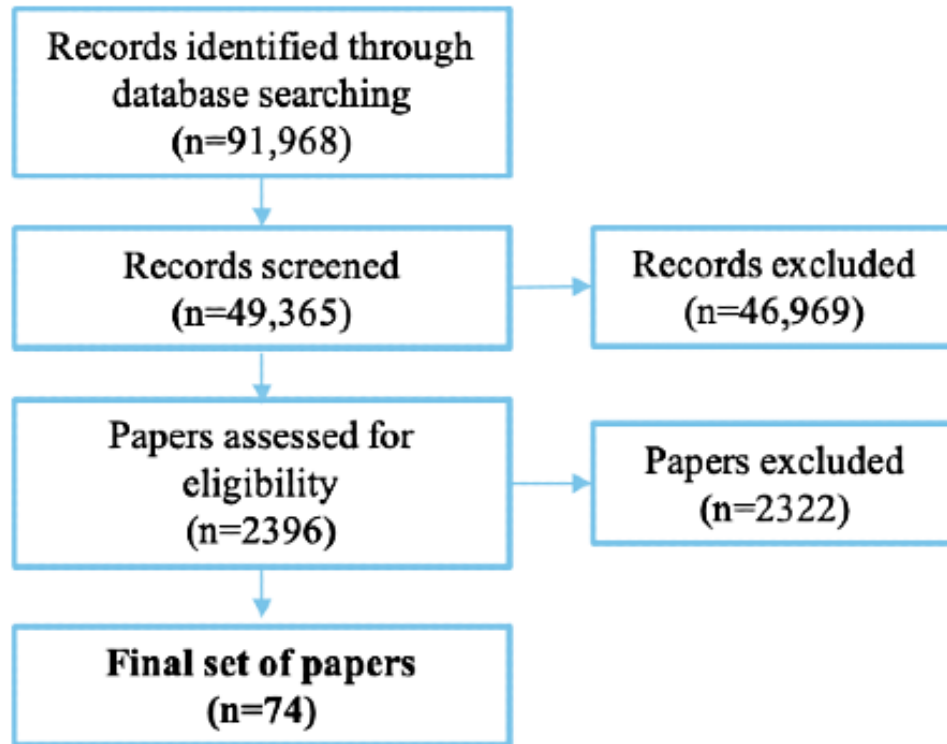 Records identified through
database searching
(n=91,968)
Records screened
(n=49,365)
Records excluded
(n=46,969)
Papers assessed for
eligibility
(n=2396)
Papers excluded
(n=2322)
Final set of papers
(n=74)